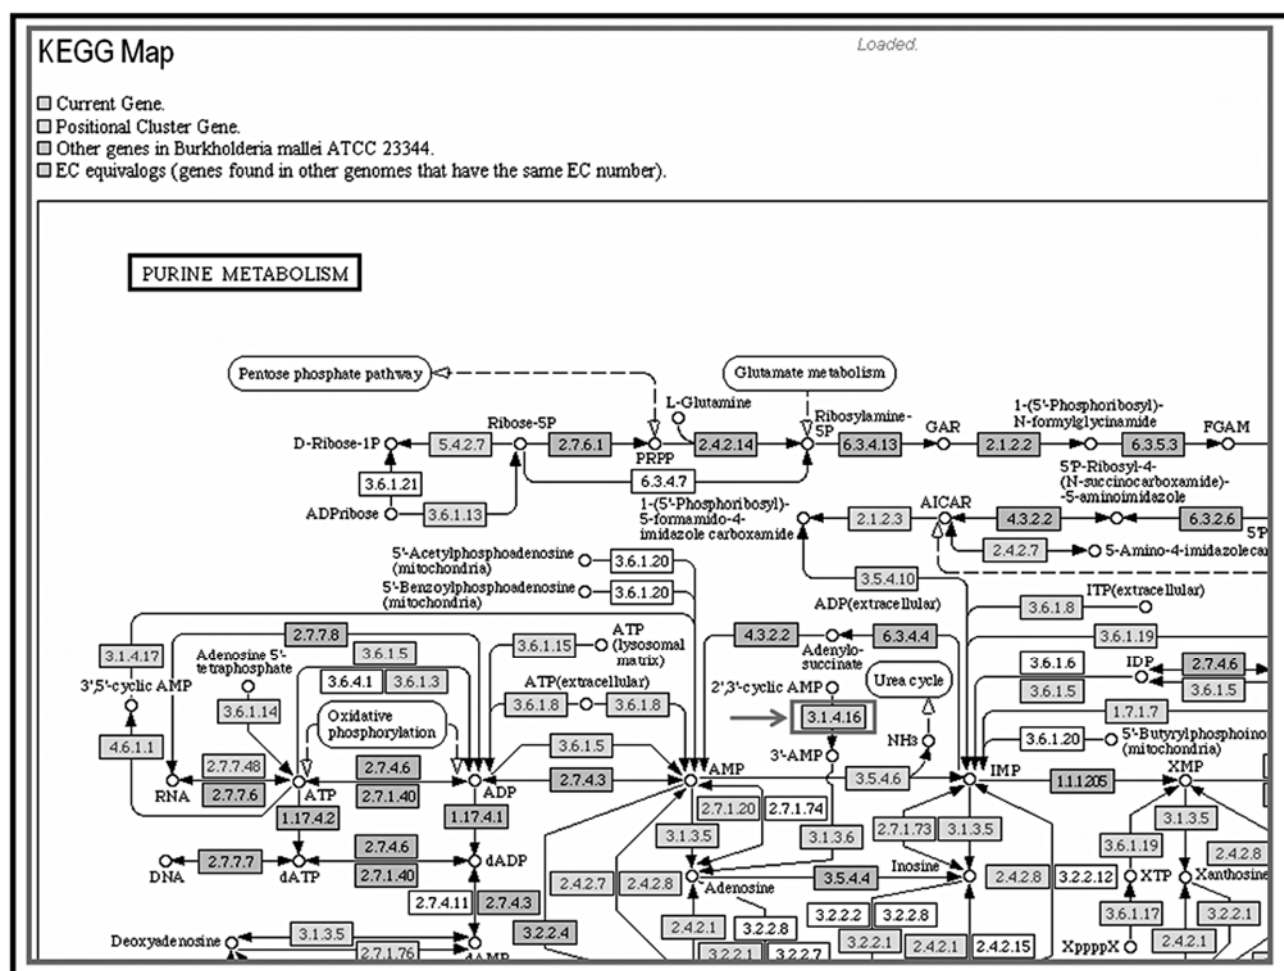 KEGG Map
Loaded.
Current Gene.
Positional Cluster Gene.
Other genes in Burkholderia mallei ATCC 23344.
EC equivalogs (genes found in other genomes that have the same EC number).
PURINE METABOLISM
Pentose phosphate pathway
Glutamate metabolism
L-Glutamine
Ribose-5P
Ribosylamine-
5P
GAR
1-(5'-Phosphoribosyl)-
N-formylglycinamide
FGAM
D-Ribose-1P
5.4.2.7
2.7.6.1
PRPP
2.4.2.14
6.3.4.13
2.1.2.2
6.3.5.3
3.6.1.21
6.3.4.7
ADPribose
3.6.1.13
1-(5'-Phosphoribosyl)-
5-formamido-4-
imidazole carboxamide
2.1.2.3
AICAR
4.3.2.2
5'P-Ribosyl-4-
(N-succinocarboxamide)-
-5-aminoimidazole
6.3.2.6
5'P
2.4.2.7
5-Amino-4-imidazoleca
5'-Acetylphosphoadenosine
(mitochondria)
3.6.1.20
5'-Benzoylphosphoadenosine
(mitochondria)
3.6.1.20
3.5.4.10
ADP(extracellular)
ITP(extracellular)
3.6.1.8
2.7.7.8
3.6.1.15
ATP
(lysosomal
matrix)
4.3.2.2
6.3.4.4
Adenylo-
succinate
3.6.1.19
3.1.4.17
Adenosine 5'-
tetraphosphate
3.6.1.5
3.6.4.1
3.6.1.3
3.6.1.6
IDP
2.7.4.6
3.6.1.5
3.6.1.5
3',5'-cyclic AMP
ATP(extracellular)
2',3'-cyclic AMP
Urea cycle
3.6.1.14
3.6.1.8
3.6.1.8
3.1.4.16
1.7.1.7
Oxidative
phosphorylation
4.6.1.1
3.6.1.5
3'-AMP
NH3
3.6.1.20
5'-Butyrylphosphoino
(mitochondria)
2.7.7.48
2.7.7.6
RNA
ATP
2.7.4.6
2.7.1.40
ADP
2.7.4.3
AMP
3.5.4.6
IMP
1.1.1.205
XMP
1.17.4.2
1.17.4.1
2.7.1.20
2.7.1.74
3.1.3.5
3.1.3.6
2.7.1.73
3.1.3.5
3.1.3.5
3.6.1.19
DNA
2.7.7.7
dATP
2.7.4.6
2.7.1.40
dADP
2.4.2.7
2.4.2.8
Adenosine
3.5.4.4
Inosine
2.4.2.8
3.2.2.12
XTP
Xanthosine
2.4.2.8
2.7.4.11
2.7.4.3
3.2.2.4
2.4.2.1
3.2.2.8
3.2.2.2
3.2.2.8
3.6.1.17
3.2.2.1
Deoxyadenosine
3.1.3.5
2.7.1.76
dAMP
3.2.2.1
3.2.2.7
3.2.2.1
2.4.2.1
2.4.2.15
XppppX
2.4.2.1